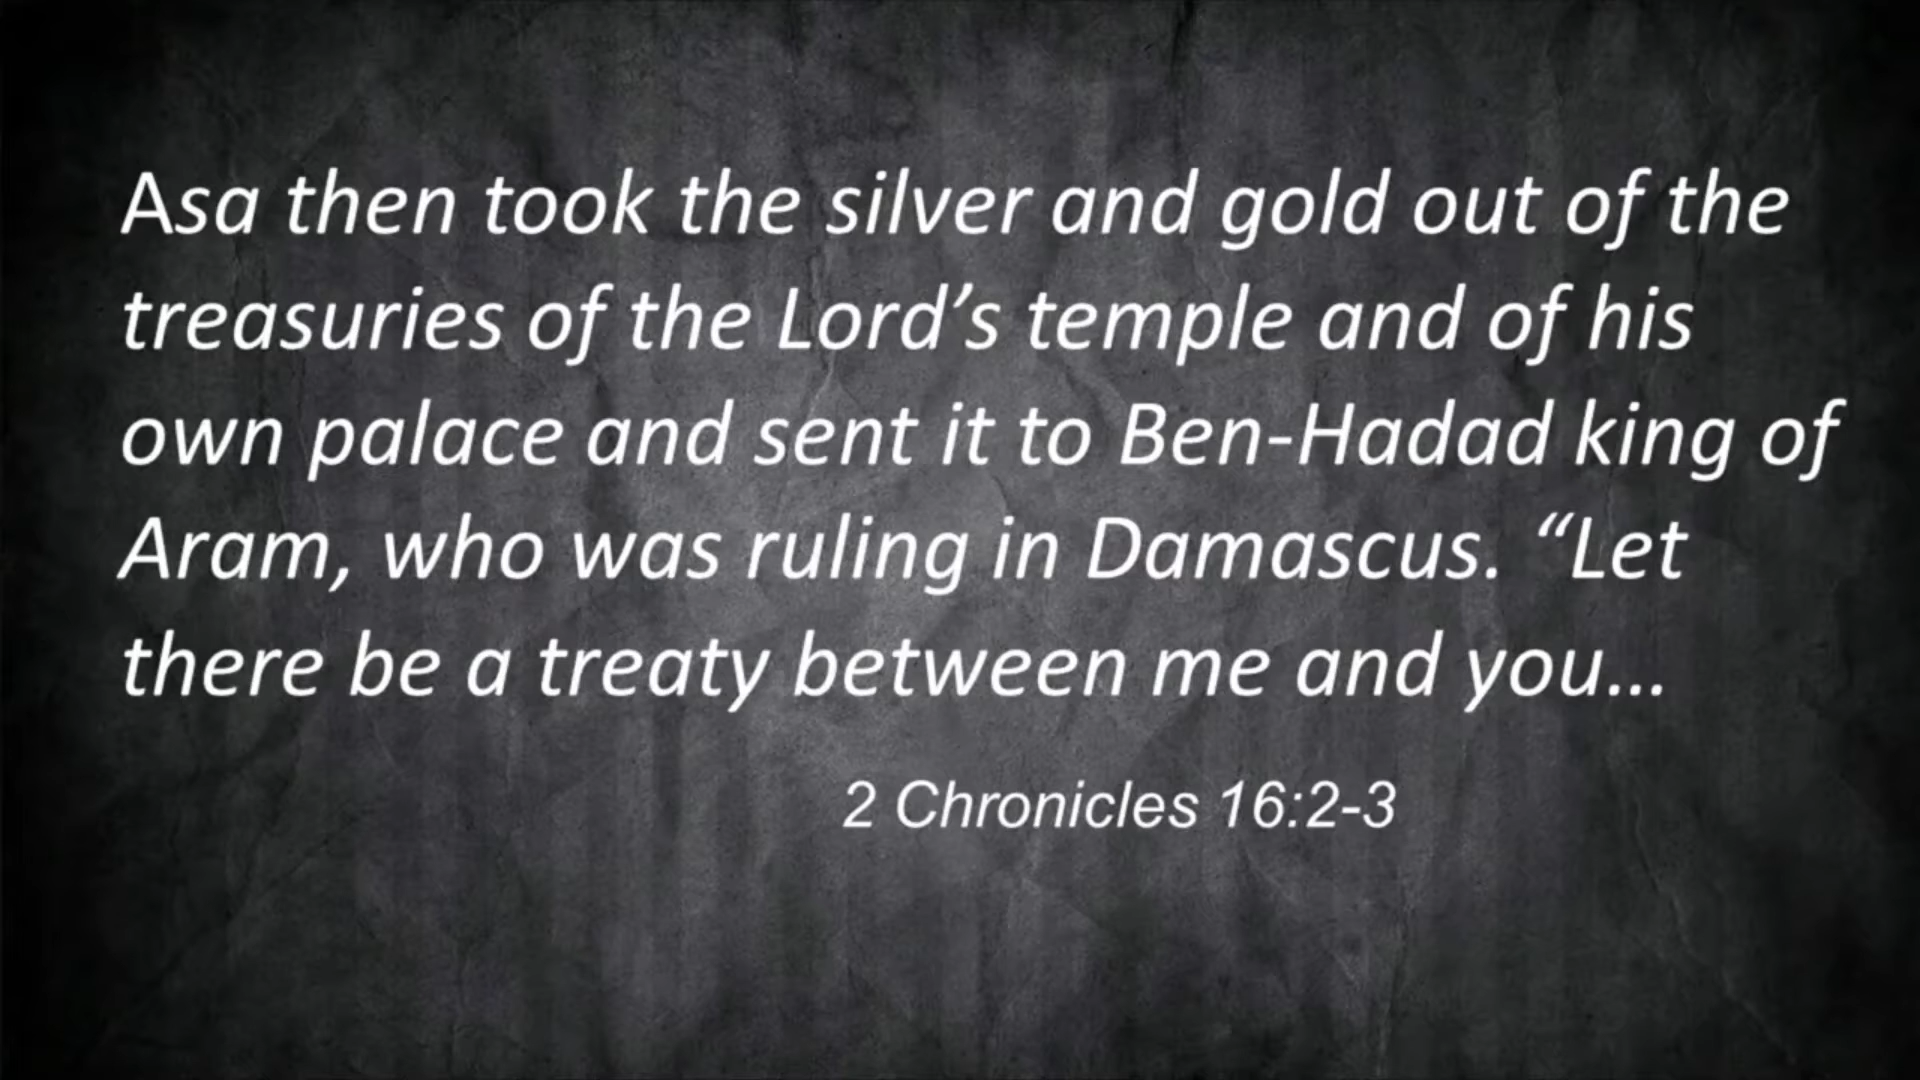 Asa then took the silver and gold out of the
treasuries of the Lord’s temple and of his
own palace and sent it to Ben-Hadad king of
Aram, who was ruling in Damascus. “Let
there be a treaty between me and you…
2 Chronicles 16:2-3